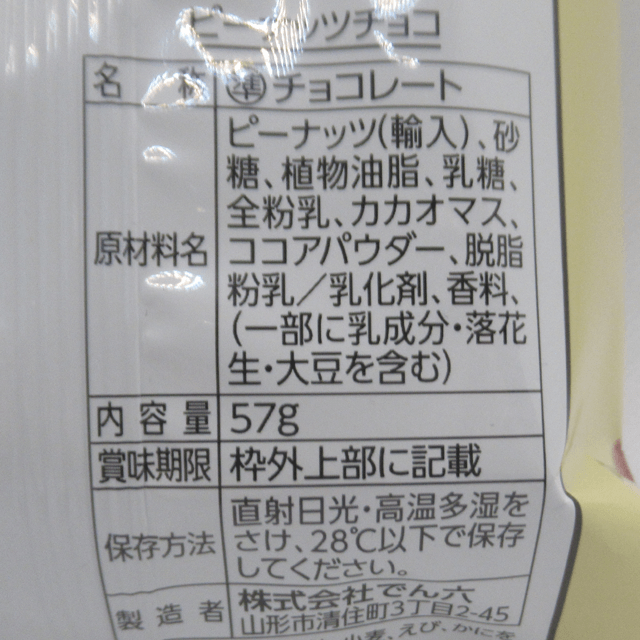 ピーナッツチョコ
名 称 準チョコレート
原材料名 ピーナッツ(輸入)、砂
糖、植物油脂、乳糖、
全粉乳、カカオマス、
ココアパウダー、脱脂
粉乳／乳化剤、香料、
(一部に乳成分・落花
生・大豆を含む)
内 容 量 57g
賞味期限 枠外上部に記載
保存方法 直射日光・高温多湿を
さけ、28℃以下で保存
してください。
製 造 者 株式会社でん六
山形市清住町3丁目2-45
小麦、えび、かにを